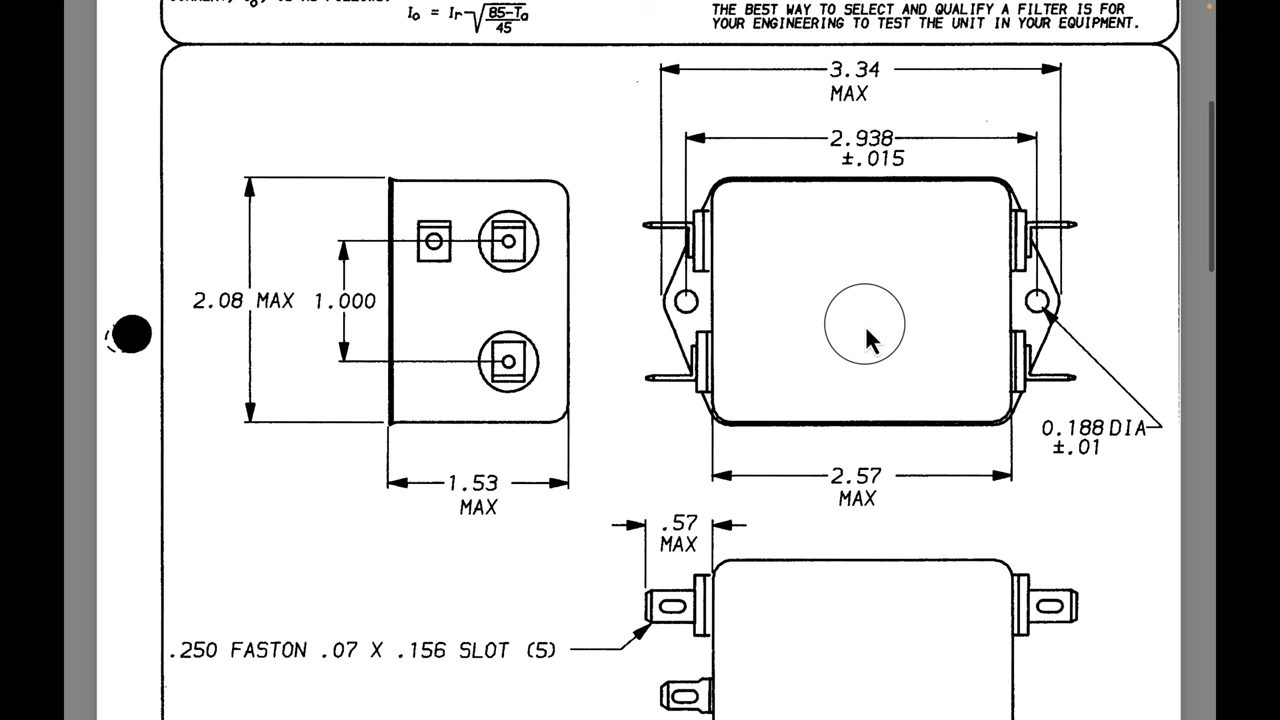 I₀ = Iᵣ√85-Tₐ/45
THE BEST WAY TO SELECT AND QUALIFY A FILTER IS FOR
YOUR ENGINEERING TO TEST THE UNIT IN YOUR EQUIPMENT.
3.34
MAX
2.938
±.015
2.08 MAX
1.000
0.188 DIA
±.01
1.53
MAX
2.57
MAX
.57
MAX
.250 FASTON .07 X .156 SLOT (5)